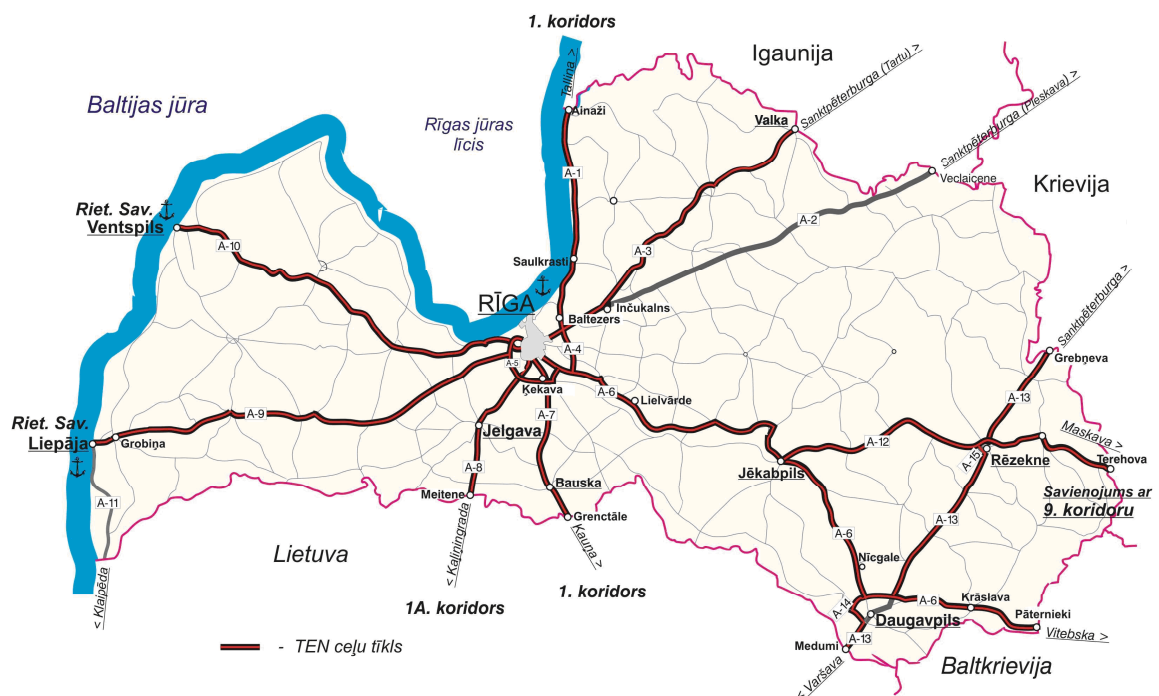 1. koridors
Igaunija
Tallina >
Sanktpēterburga (Tartu) >
Sanktpēterburga (Pleskava) >
Baltijas jūra
Rīgas jūras
līcis
Ainaži
Valka
Veclaicene
Krievija
A-1
A-2
A-3
Riet. Sav.
Ventspils
A-10
Saulkrasti
RĪGA
Inčukalns
Baltezers
Sanktpēterburga >
Grebņeva
A-4
A-5
Ķekava
A-6
Lielvārde
A-7
A-13
A-9
Riet. Sav.
Liepāja
Grobiņa
Jelgava
A-12
Maskava >
A-15
Rēzekne
Terehova
A-8
Jēkabpils
Meitene
Bauska
Savienojums ar
9. koridoru
A-11
Grenctāle
A-13
A-6
Lietuva
< Kaļiningrada
Kauņa >
Nīcgale
< Klaipēda
1A. koridors
1. koridors
A-14
A-6
Krāslava
Daugavpils
Pāternieki
Vitebska >
Medumi
A-13
- TEN ceļu tīkls
< Varšava
Baltkrievija